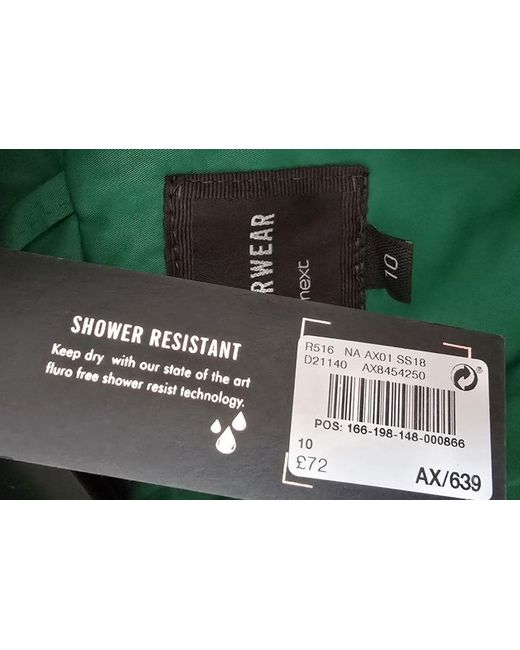 RWEAR
next
10
SHOWER RESISTANT
Keep dry with our state of the art
fluro free shower resist technology.
R516 NA AX01 SS18
D21140 AX8454250
POS: 166-198-148-000866
10
£72
AX/639